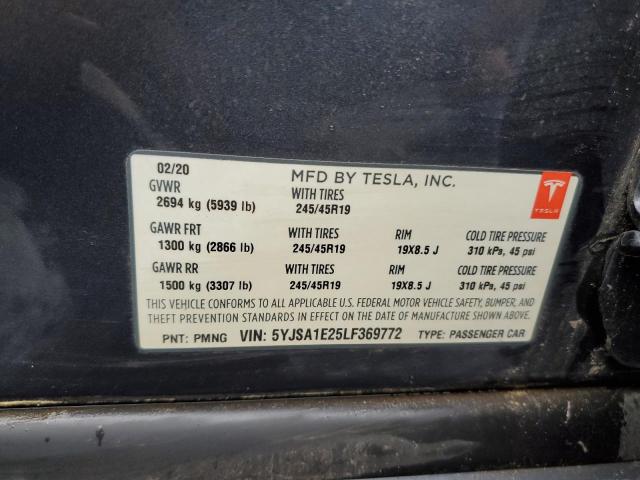 02/20 MFD BY TESLA, INC.
GVWR WITH TIRES
2694 kg (5939 lb) 245/45R19
TESLA
GAWR FRT WITH TIRES RIM COLD TIRE PRESSURE
1300 kg (2866 lb) 245/45R19 19X8.5 J 310 kPa, 45 psi
GAWR RR WITH TIRES RIM COLD TIRE PRESSURE
1500 kg (3307 lb) 245/45R19 19X8.5 J 310 kPa, 45 psi
THIS VEHICLE CONFORMS TO ALL APPLICABLE U.S. FEDERAL MOTOR VEHICLE SAFETY, BUMPER, AND
THEFT PREVENTION STANDARDS IN EFFECT ON THE DATE OF MANUFACTURE SHOWN ABOVE.
PNT: PMNG VIN: 5YJSA1E25LF369772 TYPE: PASSENGER CAR